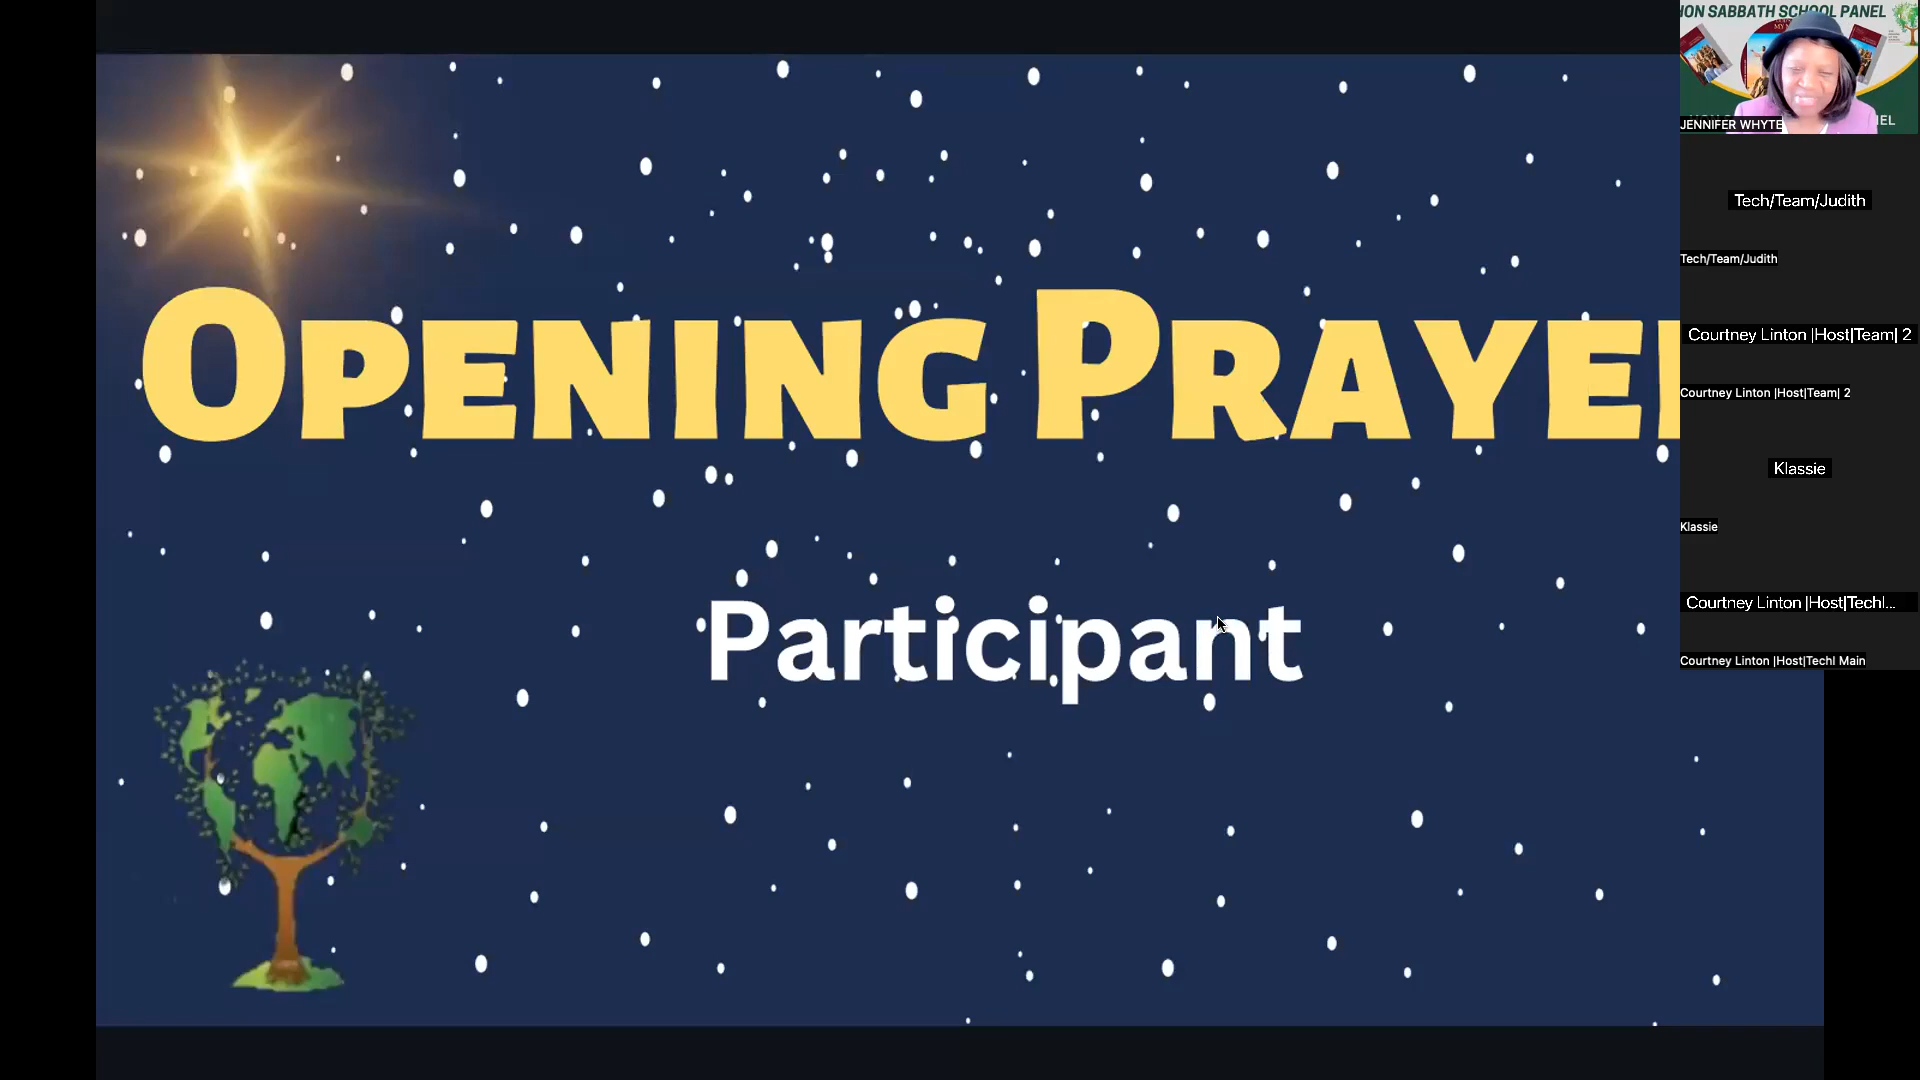 OPENING PRAYE
Participant
ION SABBATH SCHOOL PANEL
JENNIFER WHYTE
Tech/Team/Judith
Tech/Team/Judith
Courtney Linton |Host|Team| 2
Courtney Linton |Host|Team| 2
Klassie
Klassie
Courtney Linton |Host|Techl...
Courtney Linton |Host|Techl Main